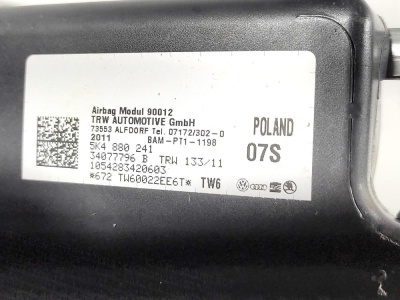 Airbag Modul 90012
TRW AUTOMOTIVE GmbH
73553 ALFDORF Tel. 07172/302-0
2011 BAM-PT1-1198
5K4 880 241
34077796 B TRW 133/11
1054283420603
*672 TW60022EE6T* TW6
POLAND
07S